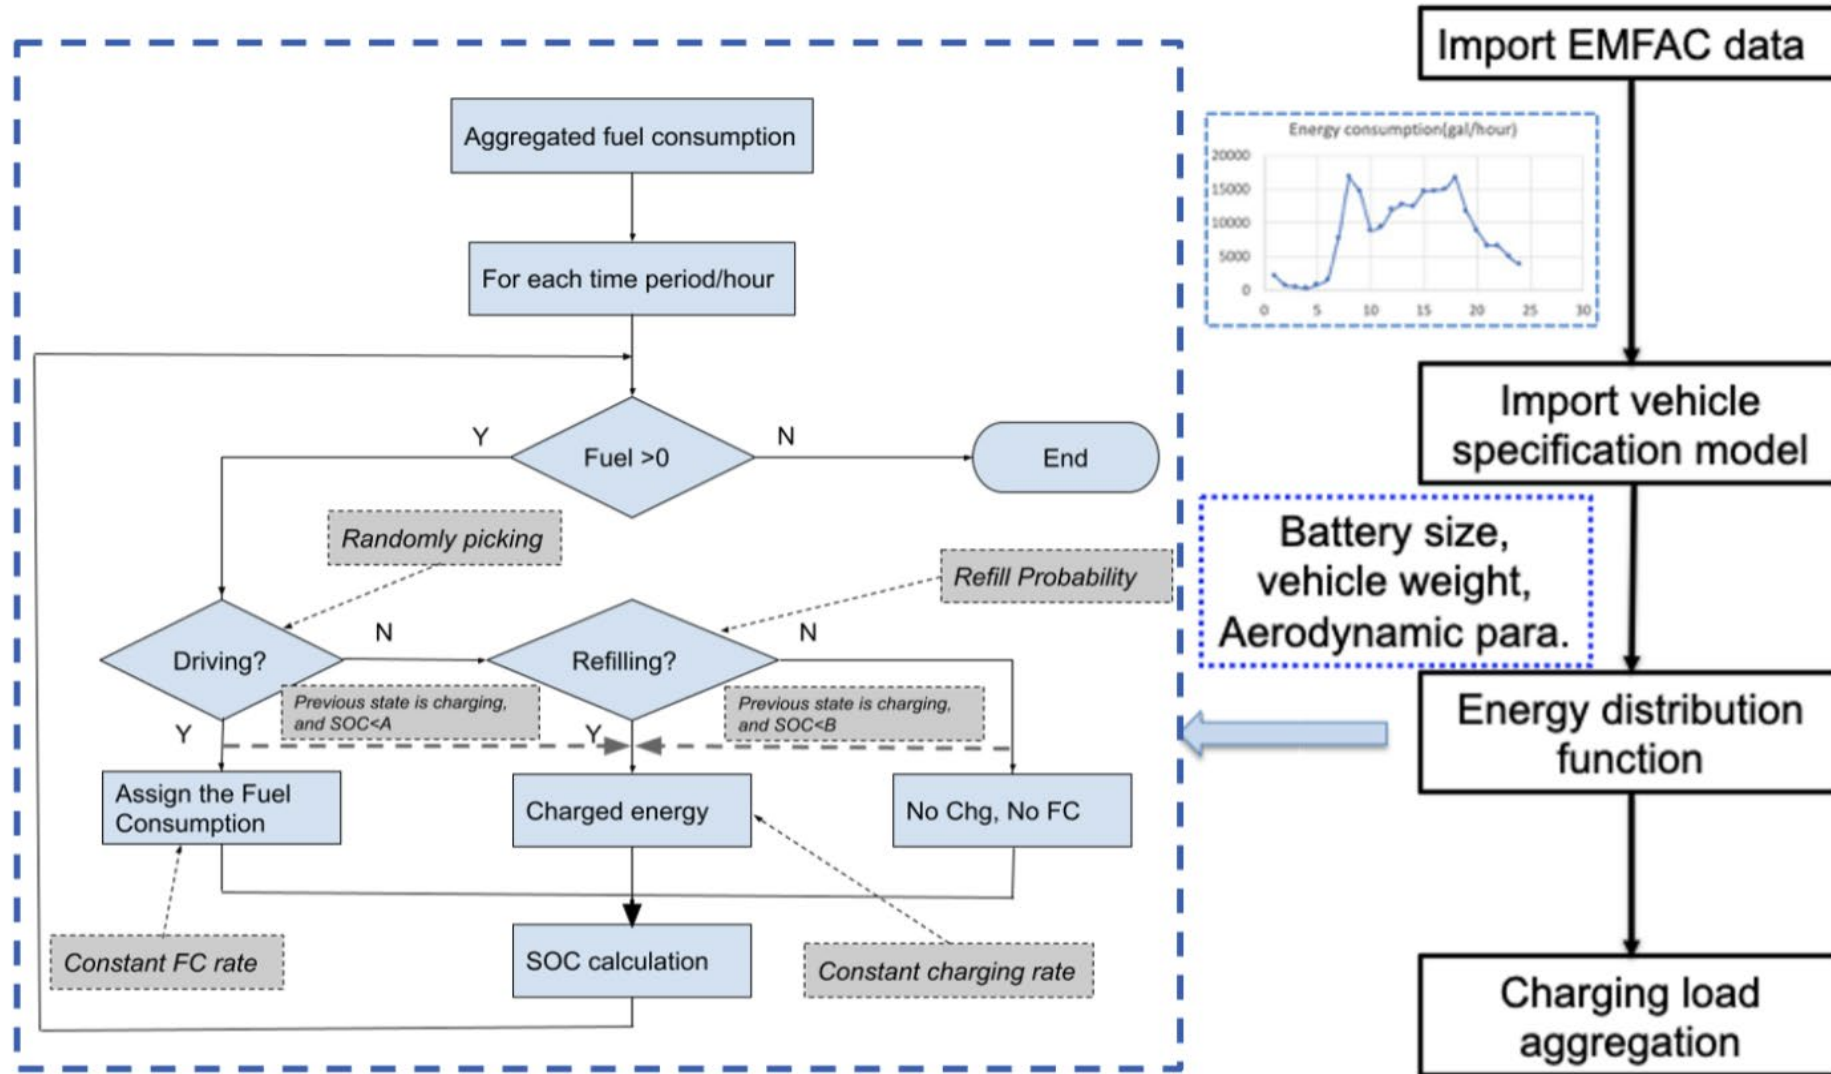 Aggregated fuel consumption
For each time period/hour
Fuel >0
Y
N
End
Randomly picking
Refill Probability
Driving?
N
Refilling?
N
Previous state is charging,
and SOC<A
Previous state is charging,
and SOC<B
Y
Y
Assign the Fuel
Consumption
Charged energy
No Chg, No FC
Constant FC rate
SOC calculation
Constant charging rate
Import EMFAC data
Energy consumption(gal/hour)
20000
15000
10000
5000
0
0 5 10 15 20 25 30
Import vehicle
specification model
Battery size,
vehicle weight,
Aerodynamic para.
Energy distribution
function
Charging load
aggregation